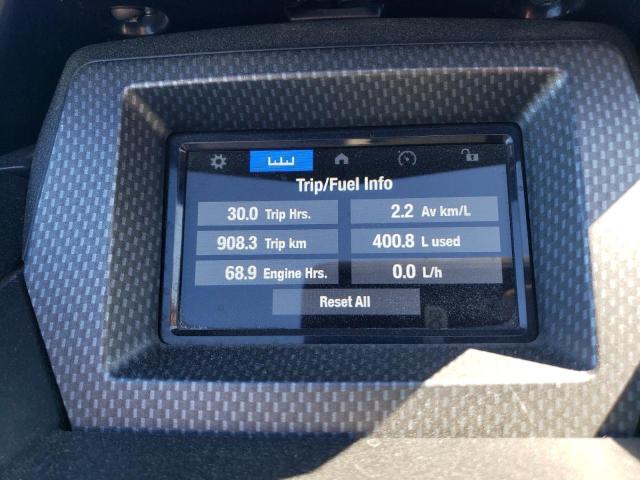 Trip/Fuel Info
30.0 Trip Hrs.
2.2 Av km/L
908.3 Trip km
400.8 L used
68.9 Engine Hrs.
0.0 L/h
Reset All